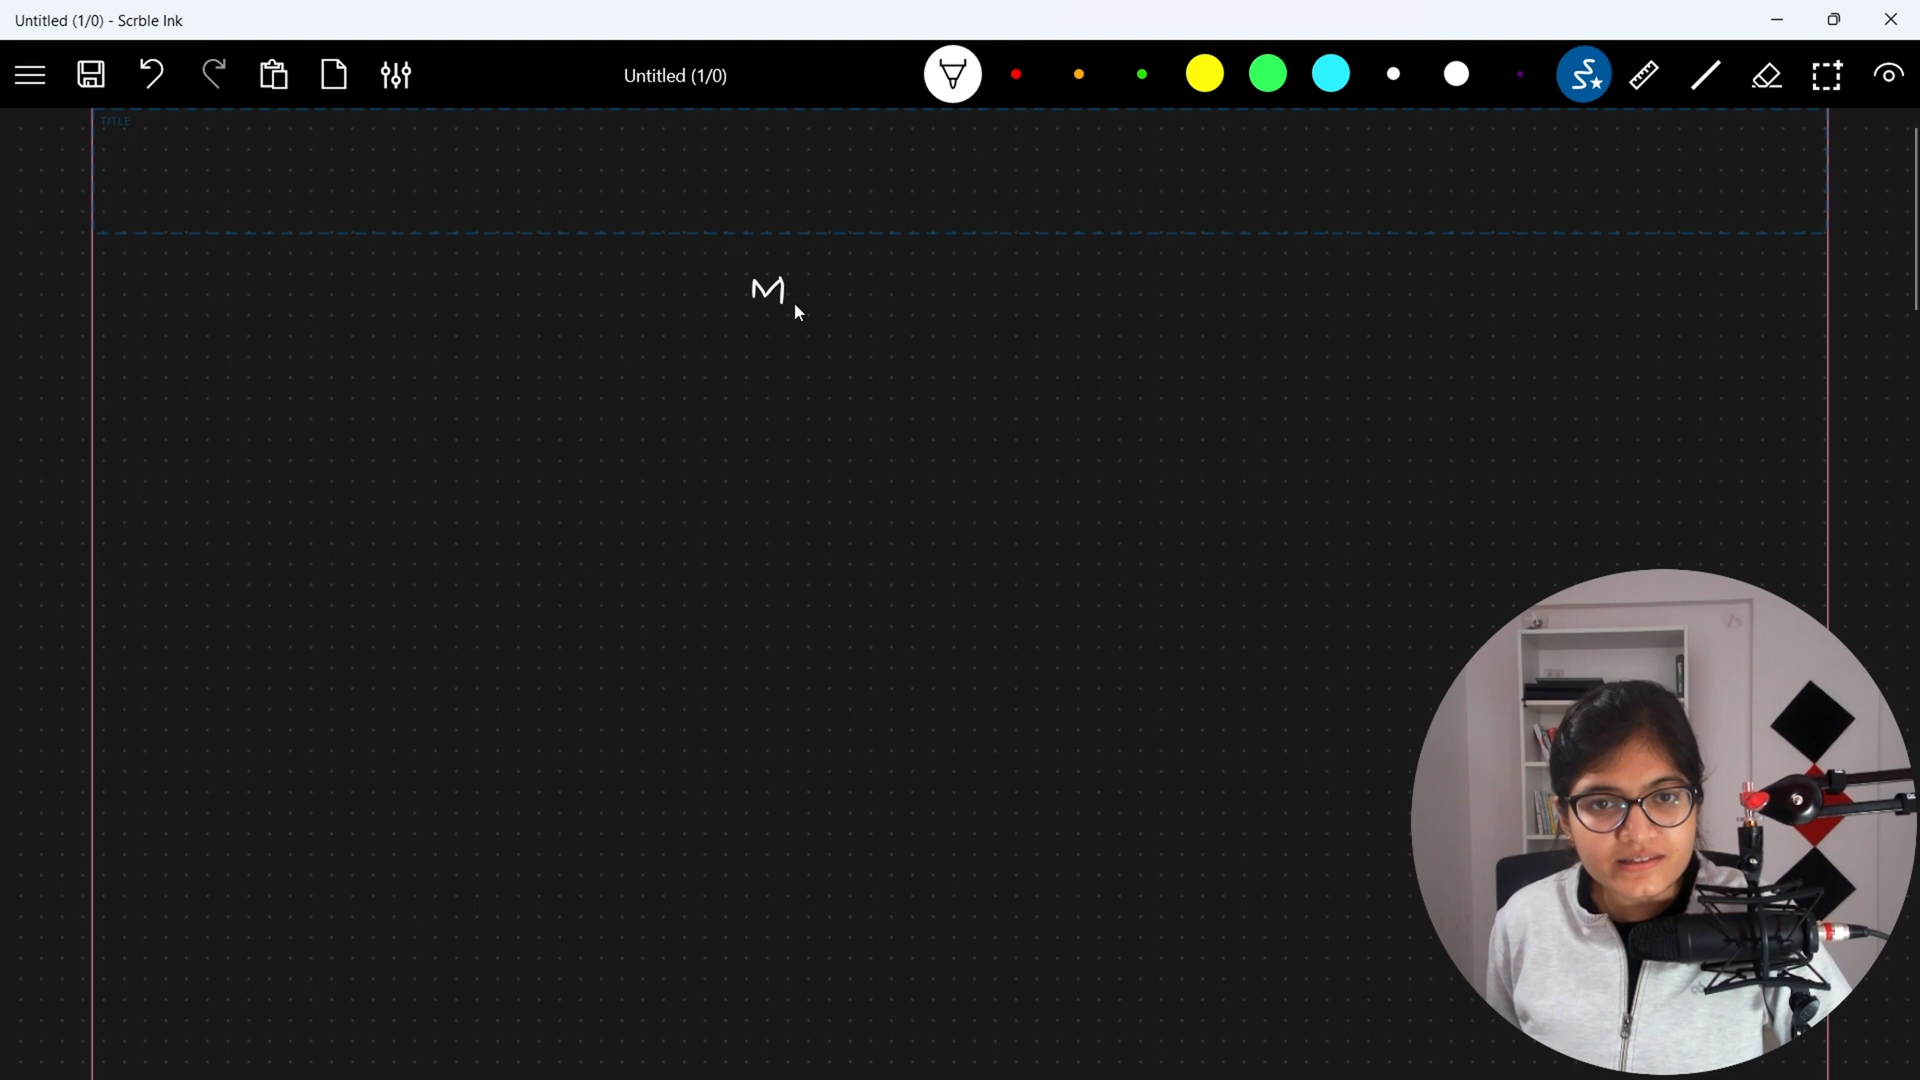 Untitled (1/0) - Scrble Ink
Untitled (1/0)
TITLE
M